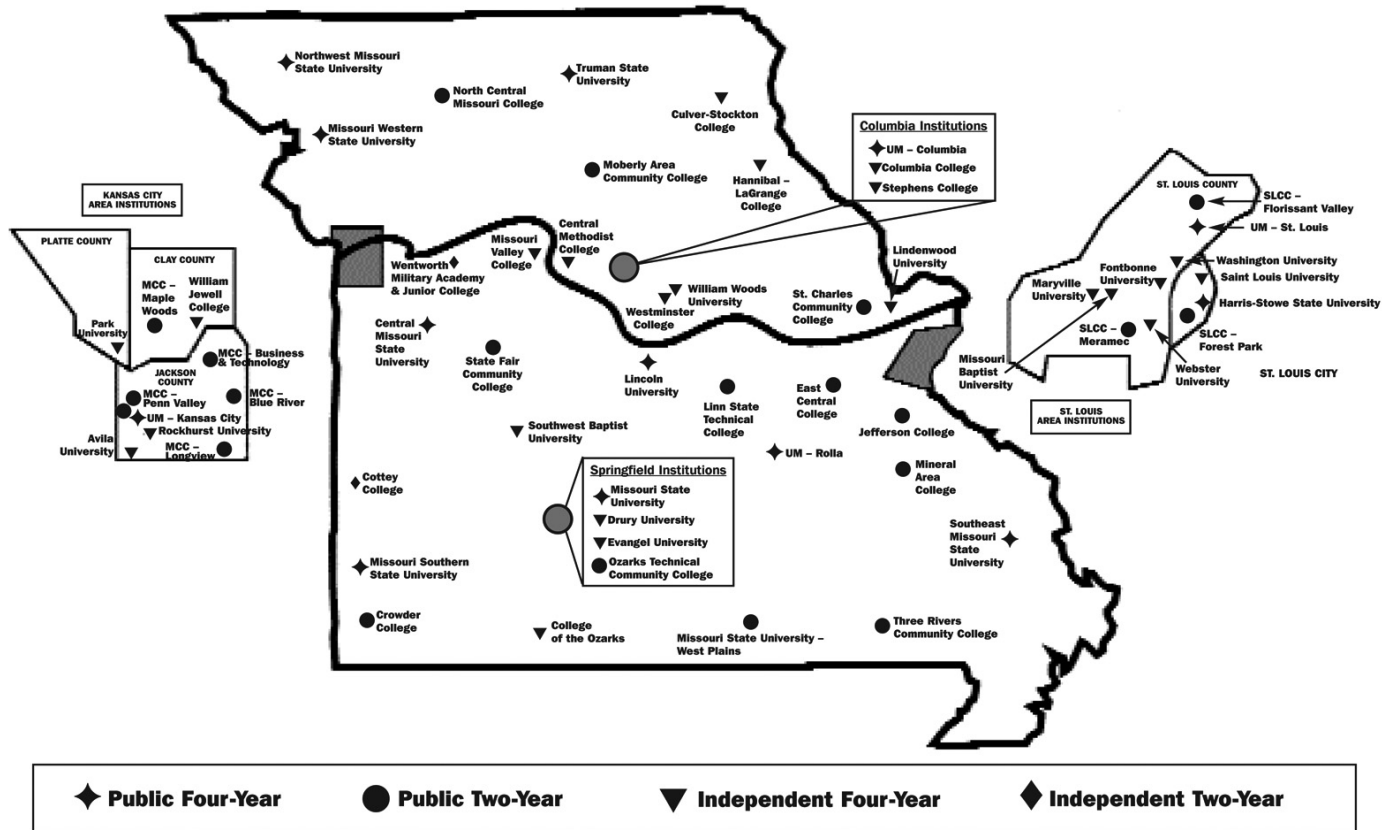 Northwest Missouri
State University
Truman State
University
North Central
Missouri College
Culver-Stockton
College
Missouri Western
State University
Moberly Area
Community College
Hannibal –
LaGrange
College
Columbia Institutions
UM – Columbia
Columbia College
Stephens College
KANSAS CITY
AREA INSTITUTIONS
PLATTE COUNTY
CLAY COUNTY
MCC –
Maple
Woods
William
Jewell
College
Park
University
MCC – Business
& Technology
JACKSON
COUNTY
MCC –
Penn Valley
MCC –
Blue River
UM – Kansas City
Rockhurst University
Avila
University
MCC –
Longview
Wentworth
Military Academy
& Junior College
Missouri
Valley
College
Central
Methodist
College
William Woods
University
Westminster
College
St. Charles
Community
College
Lindenwood
University
Central
Missouri
State
University
State Fair
Community
College
Lincoln
University
Linn State
Technical
College
East
Central
College
Jefferson College
Southwest Baptist
University
UM – Rolla
Mineral
Area
College
Cottey
College
Springfield Institutions
Missouri State
University
Drury University
Evangel University
Ozarks Technical
Community College
Southeast
Missouri
State
University
Missouri Southern
State University
Crowder
College
College
of the Ozarks
Missouri State University –
West Plains
Three Rivers
Community College
ST. LOUIS COUNTY
SLCC –
Florissant Valley
UM – St. Louis
Washington University
Saint Louis University
Harris-Stowe State University
Fontbonne
University
Maryville
University
SLCC –
Meramec
SLCC –
Forest Park
Missouri
Baptist
University
Webster
University
ST. LOUIS CITY
ST. LOUIS
AREA INSTITUTIONS
Public Four-Year
Public Two-Year
Independent Four-Year
Independent Two-Year